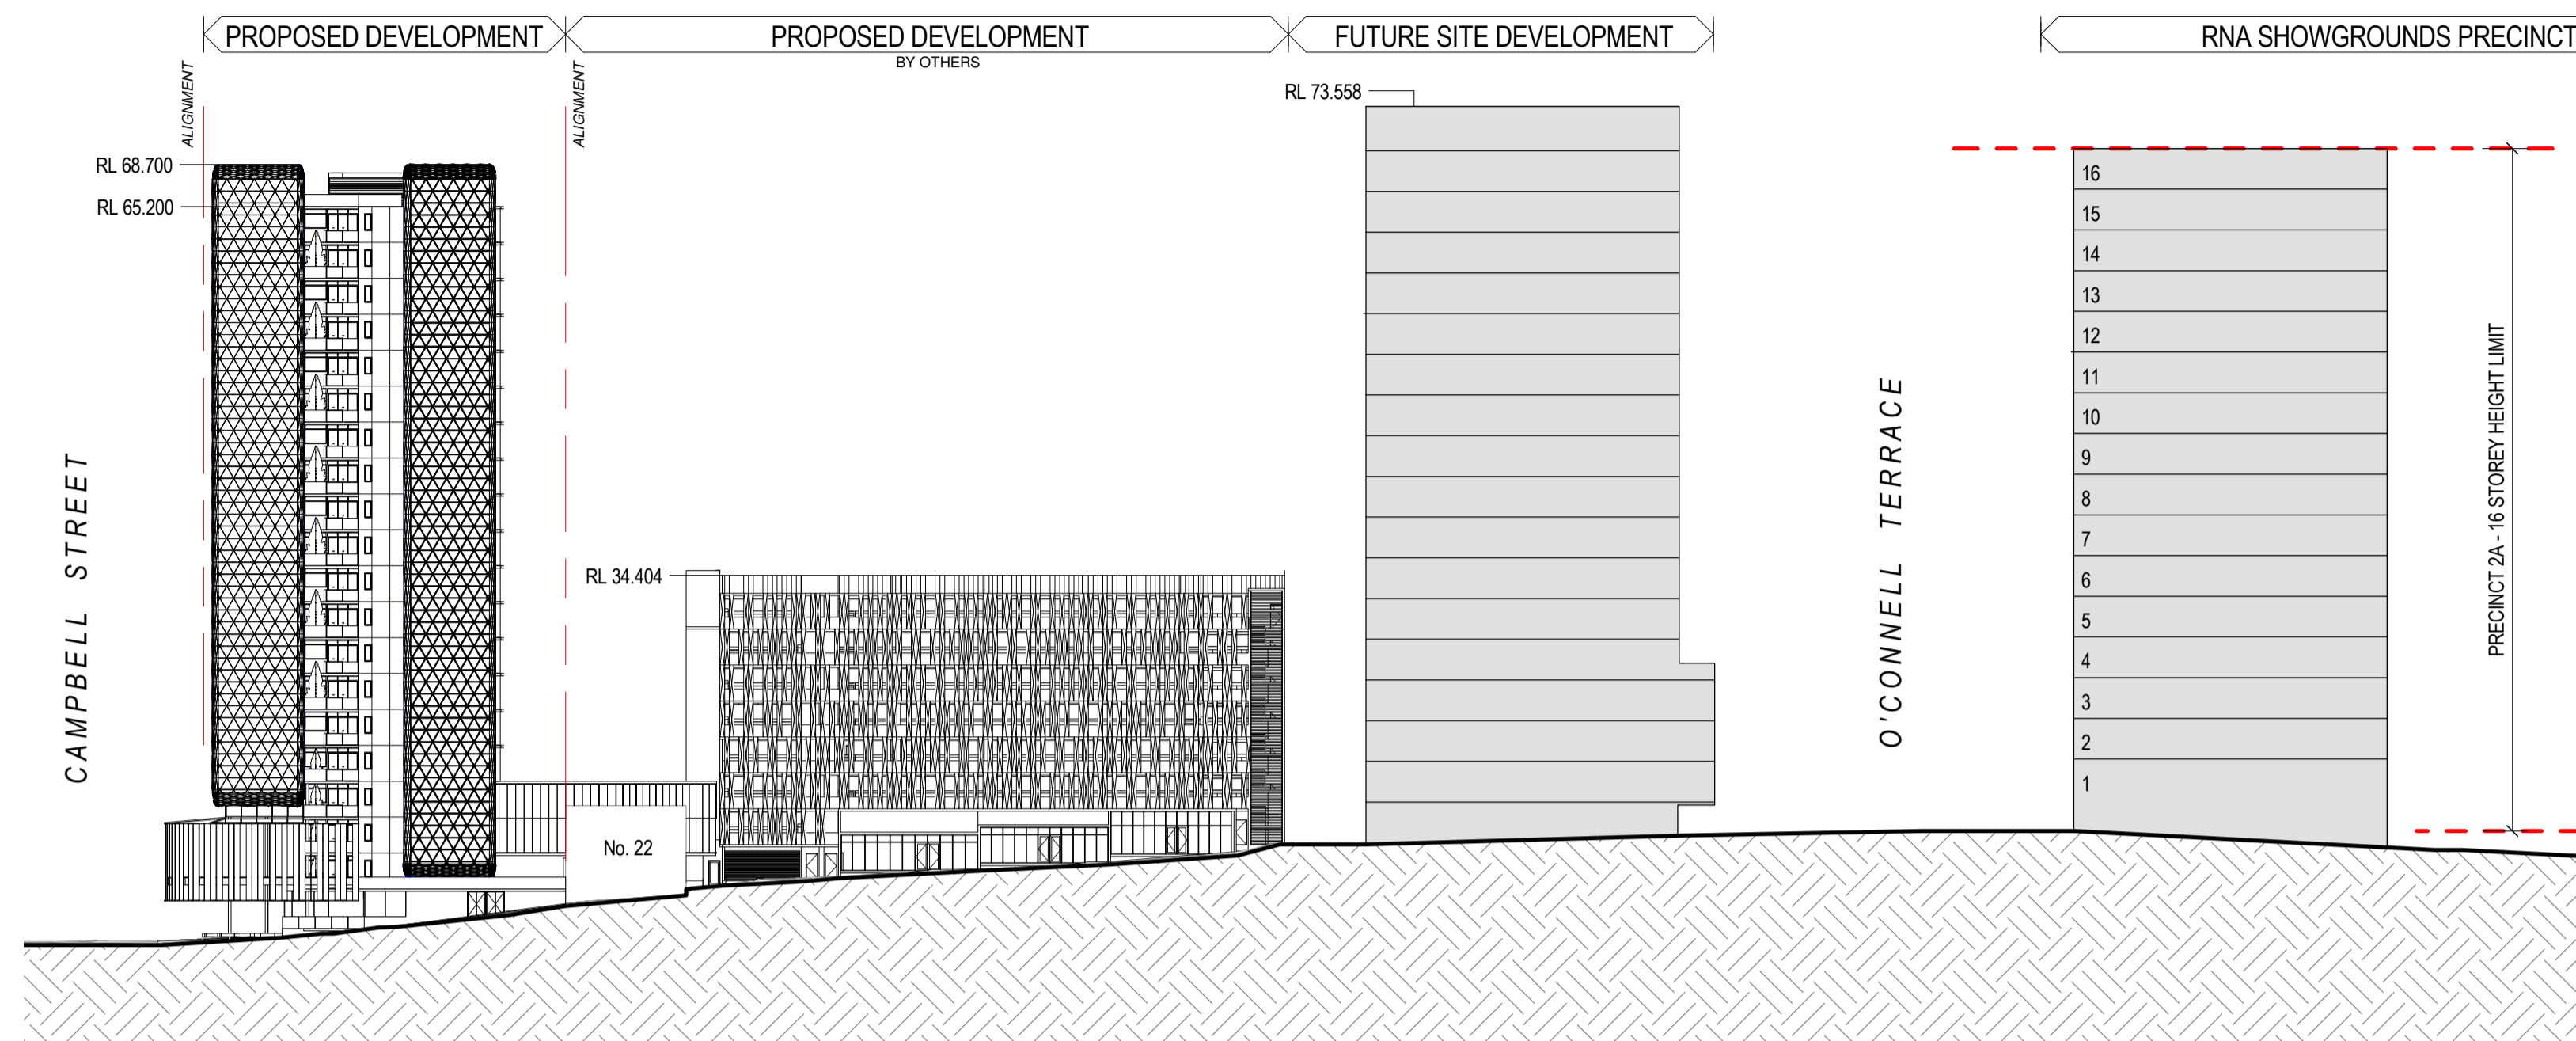 PROPOSED DEVELOPMENT
PROPOSED DEVELOPMENT
BY OTHERS
FUTURE SITE DEVELOPMENT
RNA SHOWGROUNDS PRECINCT
ALIGNMENT
ALIGNMENT
RL 73.558
RL 68.700
RL 65.200
RL 34.404
CAMPBELL STREET
No. 22
O'CONNELL TERRACE
16
15
14
13
12
11
10
9
8
7
6
5
4
3
2
1
PRECINCT 2A - 16 STOREY HEIGHT LIMIT